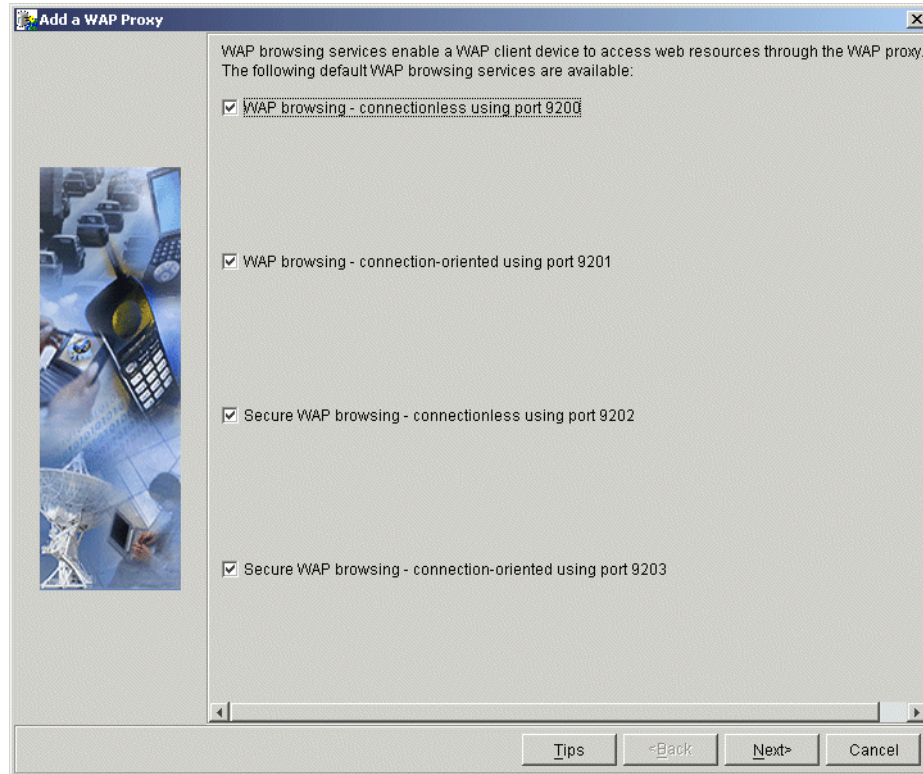 Add a WAP Proxy
WAP browsing services enable a WAP client device to access web resources through the WAP proxy.
The following default WAP browsing services are available:
WAP browsing - connectionless using port 9200
WAP browsing - connection-oriented using port 9201
Secure WAP browsing - connectionless using port 9202
Secure WAP browsing - connection-oriented using port 9203
Tips <Back Next> Cancel